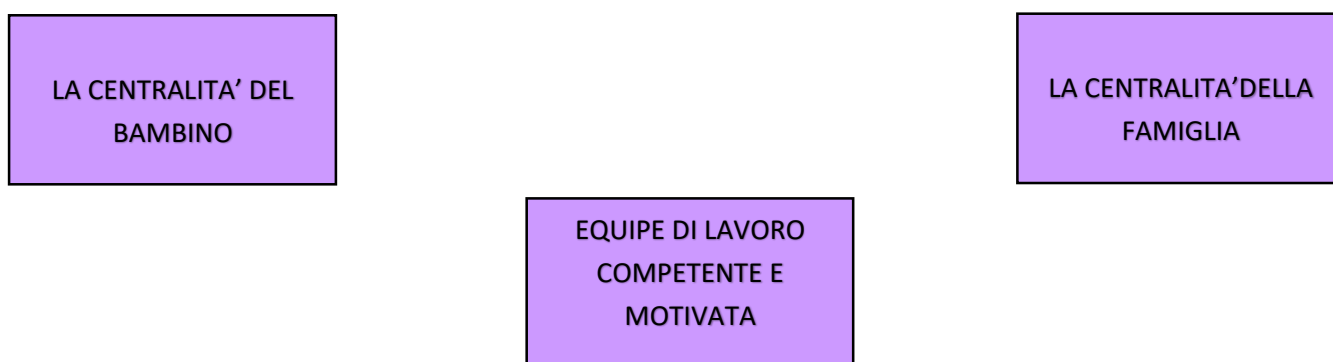 LA CENTRALITA’ DEL
BAMBINO
LA CENTRALITA’DELLA
FAMIGLIA
EQUIPE DI LAVORO
COMPETENTE E
MOTIVATA